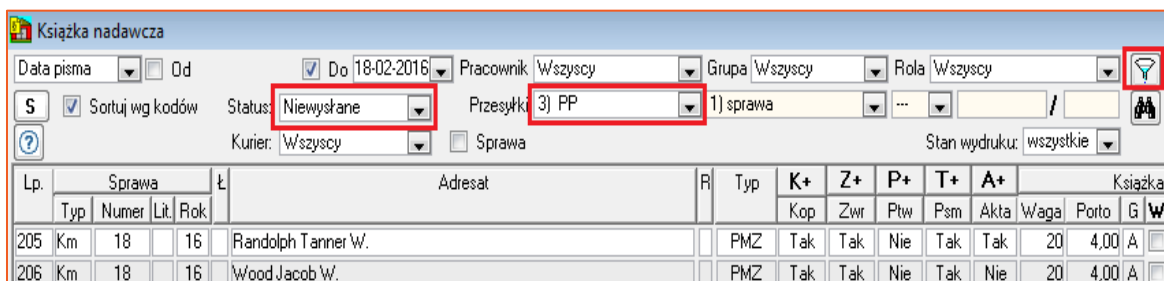 Książka nadawcza
Data pisma Od Do 18-02-2016 Pracownik Wszyscy Grupa Wszyscy Rola Wszyscy
S Sortuj wg kodów Status: Niewysłane Przesyłki 3) PP 1) sprawa --- /
? Kurier: Wszyscy Sprawa Stan wydruku: wszystkie
Lp. Sprawa Ł Adresat R Typ K+ Z+ P+ T+ A+ Książka
Typ Numer Lit. Rok Kop Zwr Ptw Psm Akta Waga Porto G W
205 Km 18 16 Randolph Tanner W. PMZ Tak Tak Nie Tak Tak 20 4,00 A
206 Km 18 16 Wood Jacob W. PMZ Tak Tak Nie Tak Nie 20 4,00 A